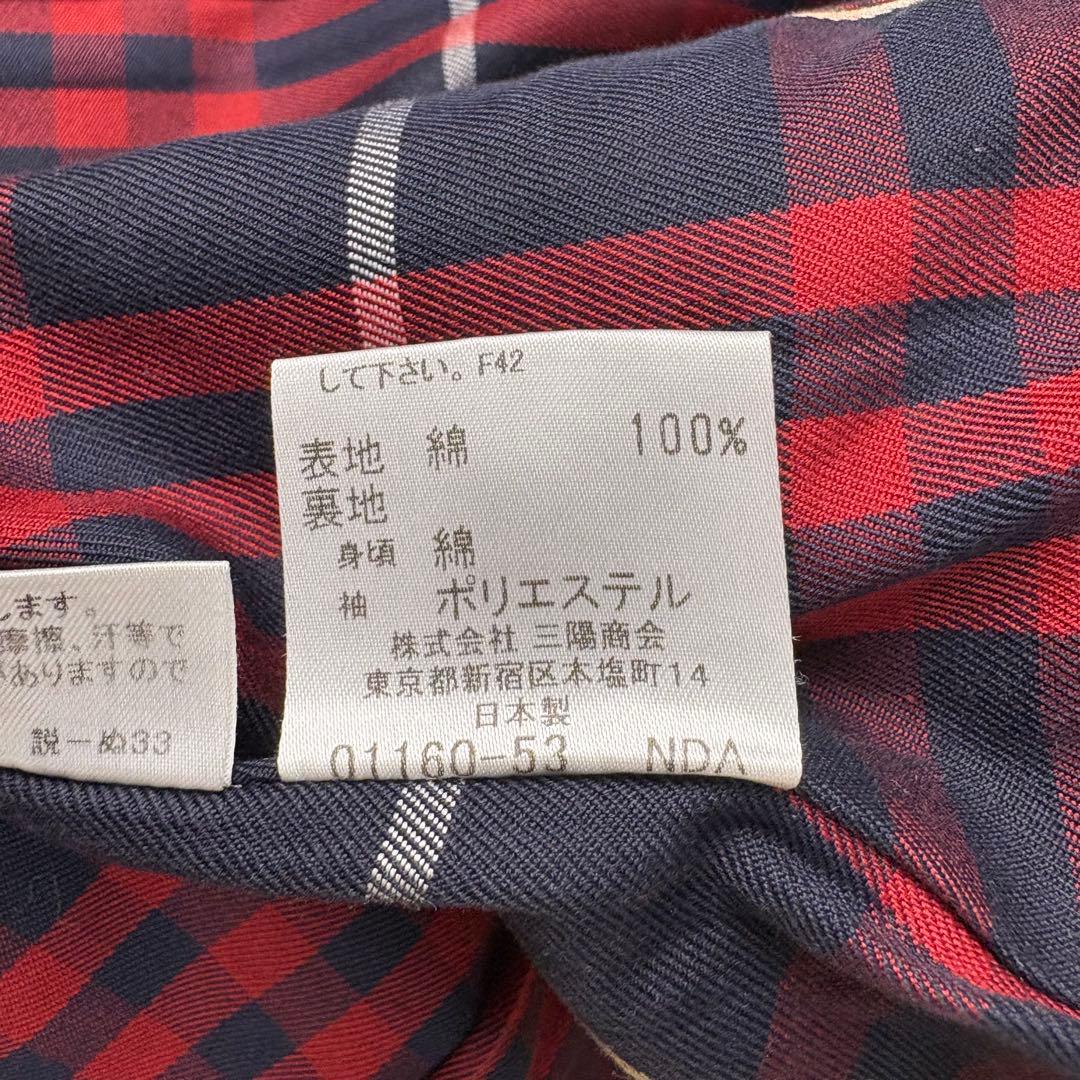 して下さい。F42
表地 綿 100%
裏地
身頃 綿
袖 ポリエステル
株式会社 三陽商会
東京都新宿区本塩町14
日本製
01160-53 NDA
します。
摩擦、汗等で
がありますので
説-ぬ33